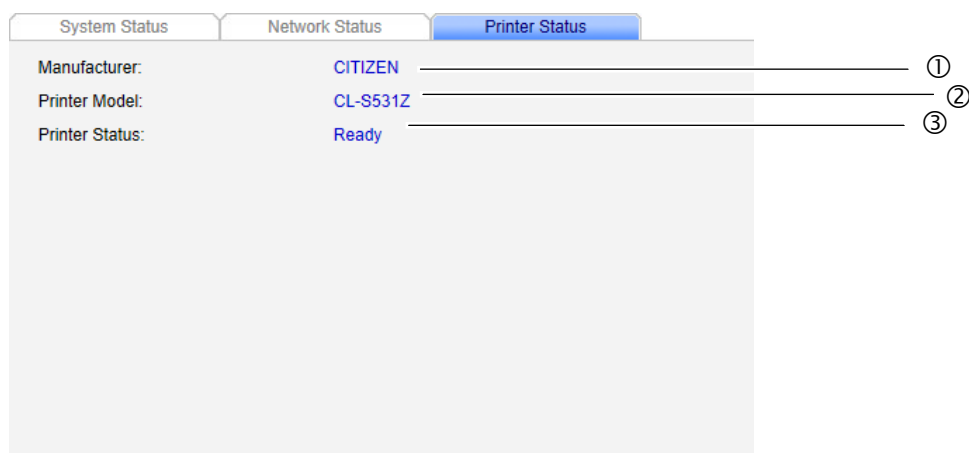 System Status Network Status Printer Status
Manufacturer: CITIZEN ①
Printer Model: CL-S531Z ②
Printer Status: Ready ③